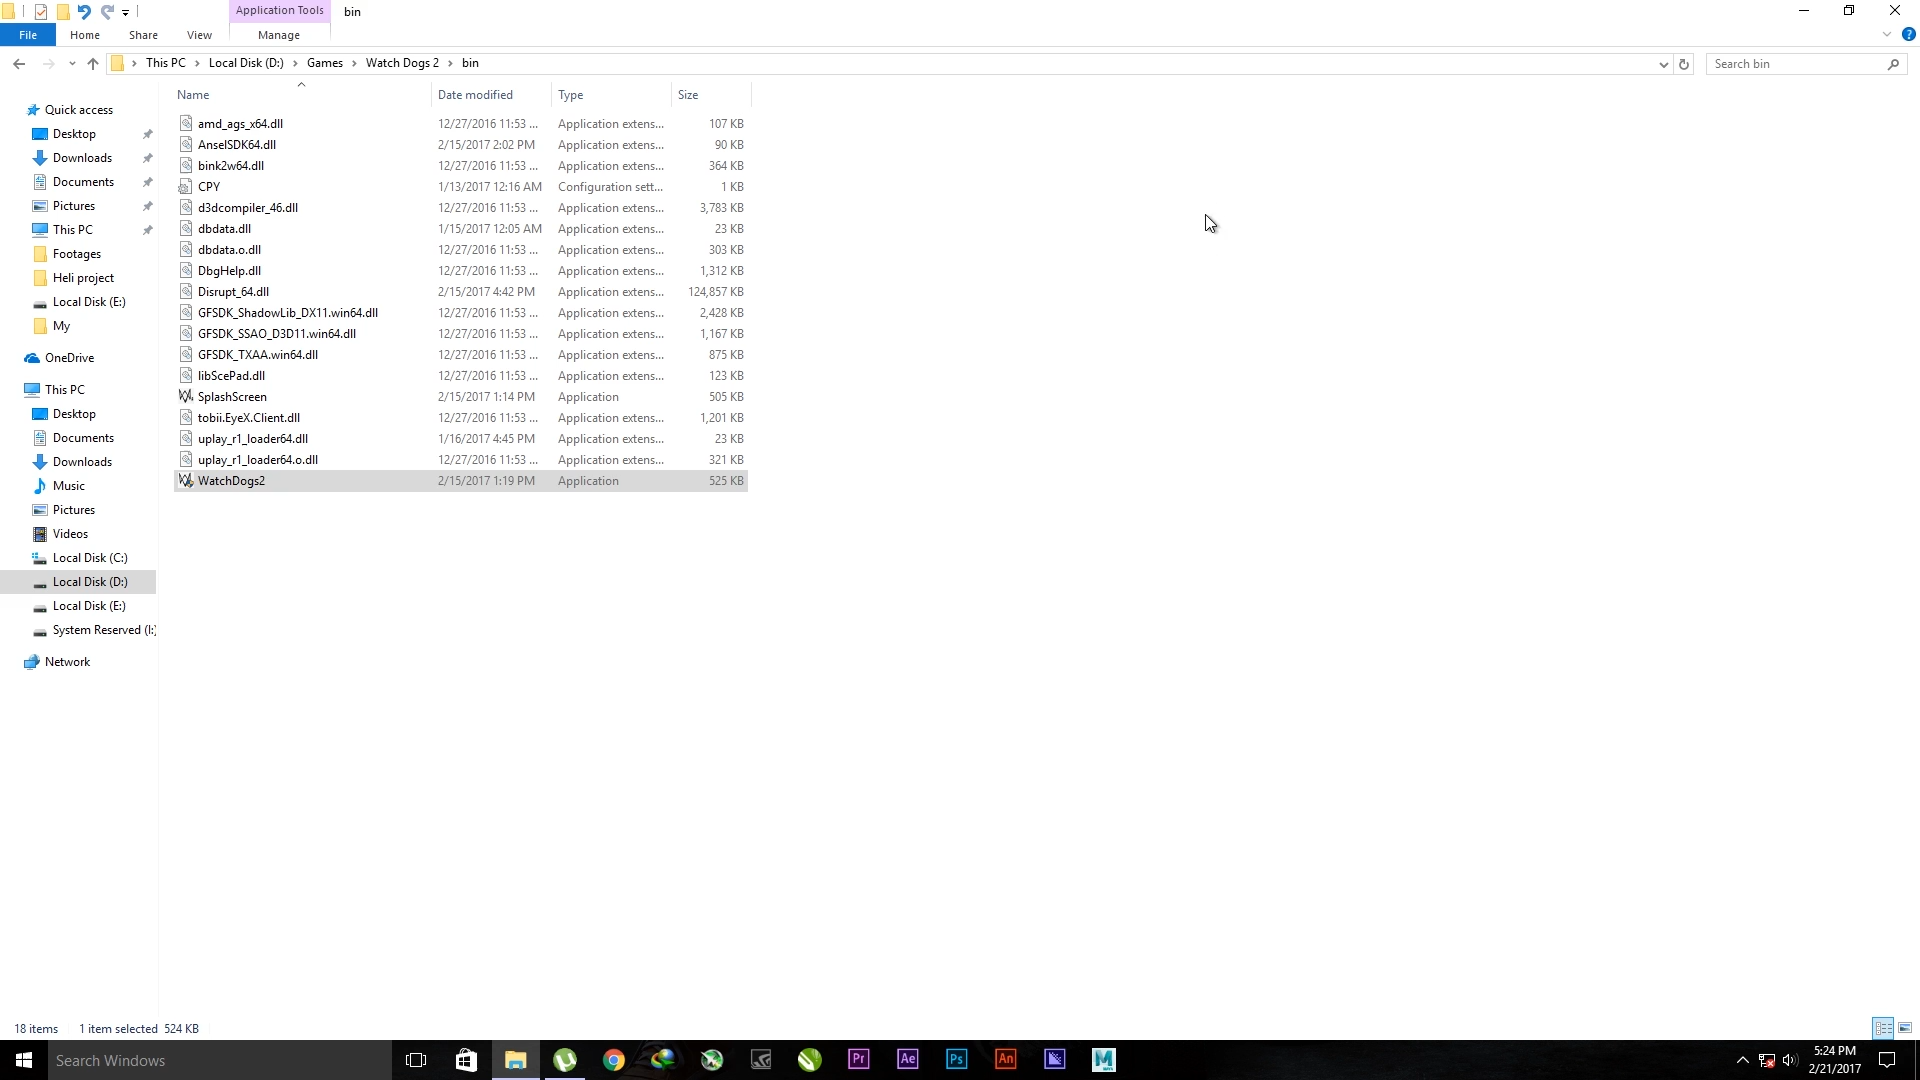 Application Tools bin
File Home Share View Manage
This PC Local Disk (D:) Games Watch Dogs 2 bin Search bin
Name Date modified Type Size
Quick access
Desktop
Downloads
Documents
Pictures
This PC
Footages
Heli project
Local Disk (E:)
My
OneDrive
This PC
Desktop
Documents
Downloads
Music
Pictures
Videos
Local Disk (C:)
Local Disk (D:)
Local Disk (E:)
System Reserved (I:)
Network
amd_ags_x64.dll 12/27/2016 11:53 ... Application extens... 107 KB
AnselSDK64.dll 2/15/2017 2:02 PM Application extens... 90 KB
bink2w64.dll 12/27/2016 11:53 ... Application extens... 364 KB
CPY 1/13/2017 12:16 AM Configuration sett... 1 KB
d3dcompiler_46.dll 12/27/2016 11:53 ... Application extens... 3,783 KB
dbdata.dll 1/15/2017 12:05 AM Application extens... 23 KB
dbdata.o.dll 12/27/2016 11:53 ... Application extens... 303 KB
DbgHelp.dll 12/27/2016 11:53 ... Application extens... 1,312 KB
Disrupt_64.dll 2/15/2017 4:42 PM Application extens... 124,857 KB
GFSDK_ShadowLib_DX11.win64.dll 12/27/2016 11:53 ... Application extens... 2,428 KB
GFSDK_SSAO_D3D11.win64.dll 12/27/2016 11:53 ... Application extens... 1,167 KB
GFSDK_TXAA.win64.dll 12/27/2016 11:53 ... Application extens... 875 KB
libScePad.dll 12/27/2016 11:53 ... Application extens... 123 KB
SplashScreen 2/15/2017 1:14 PM Application 505 KB
tobii.EyeX.Client.dll 12/27/2016 11:53 ... Application extens... 1,201 KB
uplay_r1_loader64.dll 1/16/2017 4:45 PM Application extens... 23 KB
uplay_r1_loader64.o.dll 12/27/2016 11:53 ... Application extens... 321 KB
WatchDogs2 2/15/2017 1:19 PM Application 525 KB
18 items 1 item selected 524 KB
Search Windows Pr Ae Ps An M
5:24 PM
2/21/2017